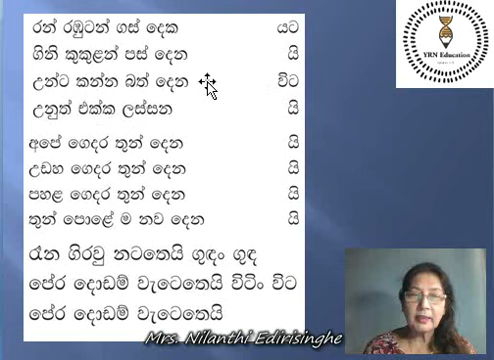 රන් රඹුටන් ගස් දෙක යට
ගිනි කුකුළන් පස් දෙන යි
උන්ට කන්න බත් දෙන විට
උනුත් එක්ක ලස්සන යි
අපේ ගෙදර තුන් දෙන යි
උඩහ ගෙදර තුන් දෙන යි
පහළ ගෙදර තුන් දෙන යි
තුන් පොළේ ම නව දෙන යි
රෑන ගිරවු නටතෙයි ගුඳං ගුඳ
පේර දොඩම් වැටෙතෙයි විටිං විට
පේර දොඩම් වැටෙතෙයි
YRN Education
Mrs. Nilanthi Edirisinghe